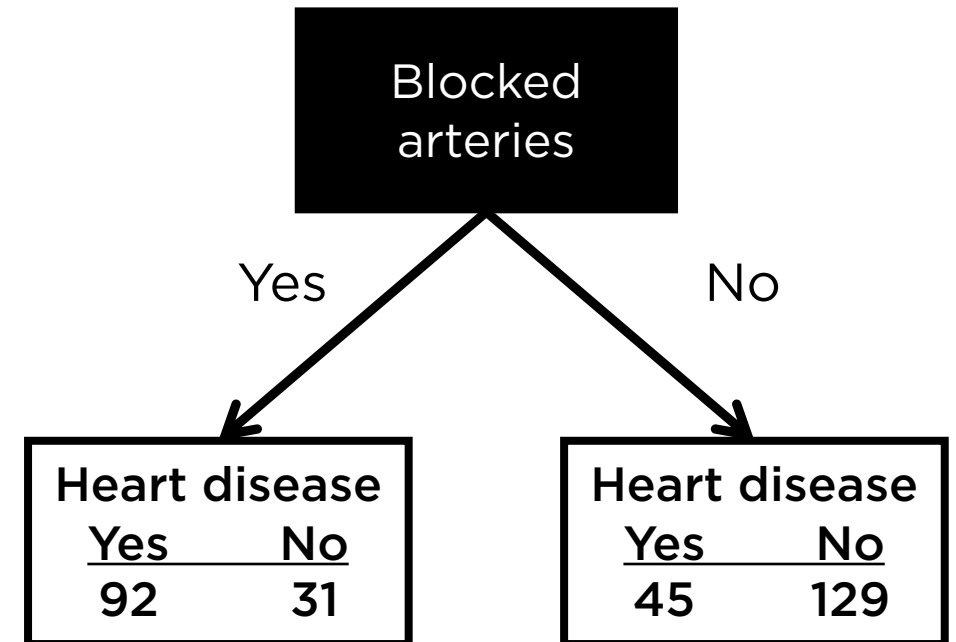 Blocked
arteries
Yes
No
Heart disease
Yes No
92 31
Heart disease
Yes No
45 129